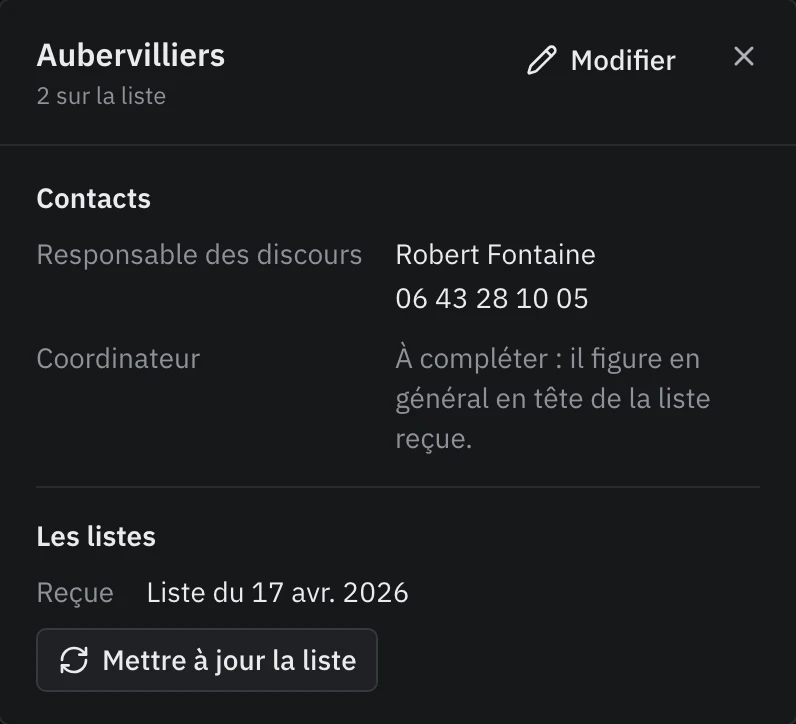 Aubervilliers
Modifier
2 sur la liste
Contacts
Responsable des discours Robert Fontaine
06 43 28 10 05
Coordinateur À compléter : il figure en
général en tête de la liste
reçue.
Les listes
Reçue Liste du 17 avr. 2026
Mettre à jour la liste